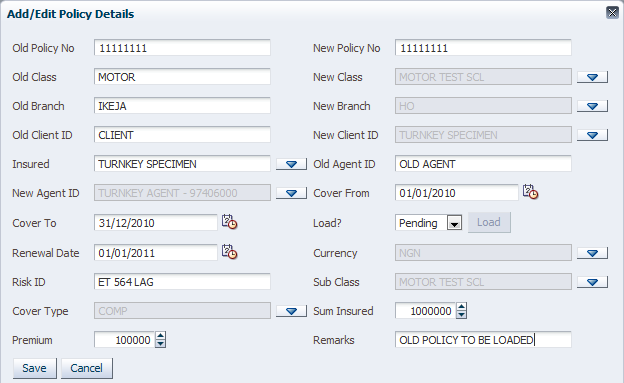 Add/Edit Policy Details
Old Policy No 11111111 New Policy No 11111111
Old Class MOTOR New Class MOTOR TEST SCL
Old Branch IKEJA New Branch HO
Old Client ID CLIENT New Client ID TURNKEY SPECIMEN
Insured TURNKEY SPECIMEN Old Agent ID OLD AGENT
New Agent ID TURNKEY AGENT - 97406000 Cover From 01/01/2010
Cover To 31/12/2010 Load? Pending Load
Renewal Date 01/01/2011 Currency NGN
Risk ID ET 564 LAG Sub Class MOTOR TEST SCL
Cover Type COMP Sum Insured 1000000
Premium 100000 Remarks OLD POLICY TO BE LOADED
Save Cancel